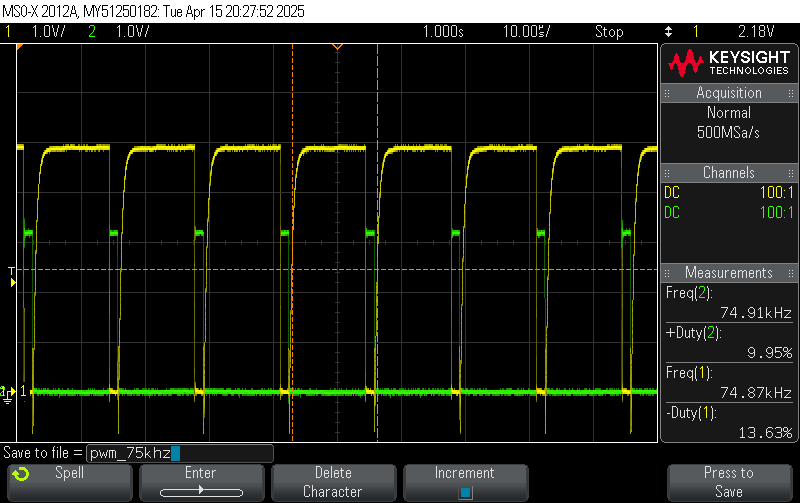 MSO-X 2012A, MY51250182: Tue Apr 15 20:27:52 2025
1 1.0V/ 2 1.0V/ 1.000s 10.00s/ Stop 1 2.18V
KEYSIGHT
TECHNOLOGIES
Acquisition
Normal
500MSa/s
Channels
DC 100:1
DC 100:1
Measurements
Freq(2):
74.91kHz
+Duty(2):
9.95%
Freq(1):
74.87kHz
-Duty(1):
13.63%
T
1
Save to file = pwm_75khz
Spell
Enter
Delete
Character
Increment
Press to
Save